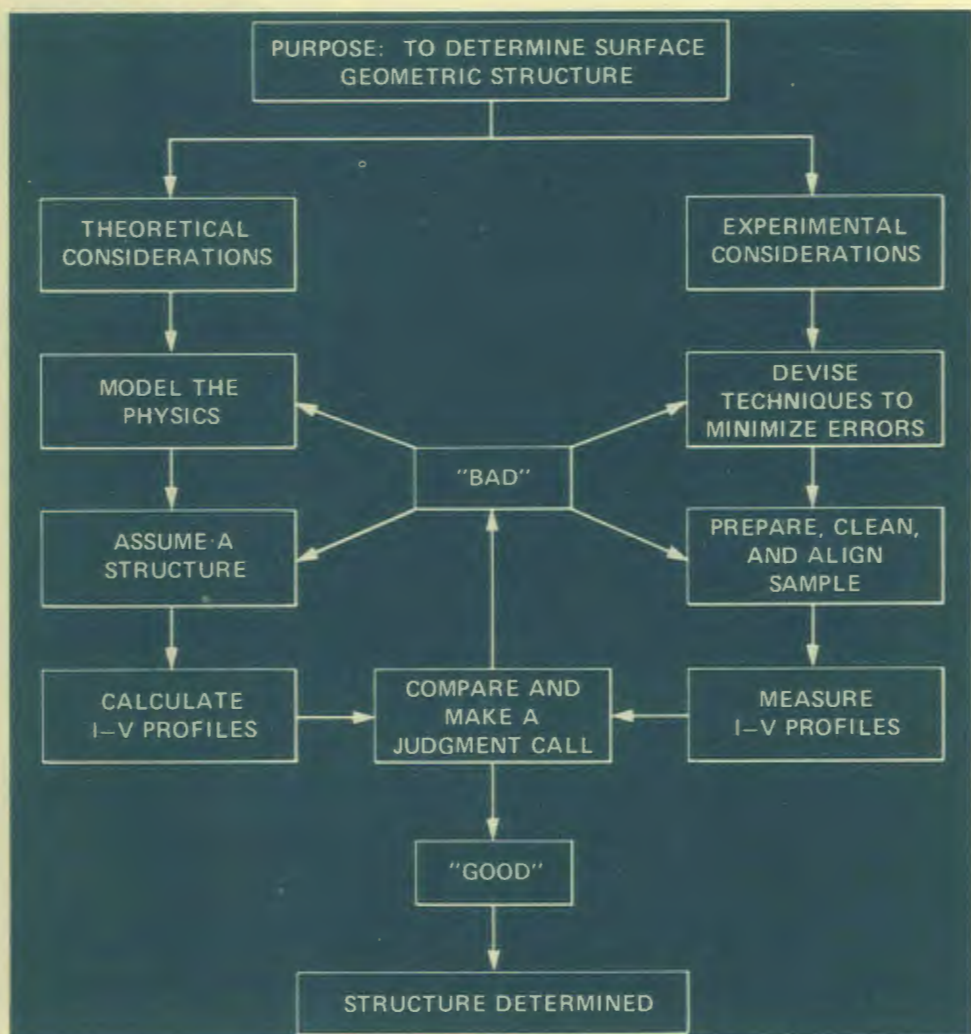 PURPOSE: TO DETERMINE SURFACE
GEOMETRIC STRUCTURE
THEORETICAL
CONSIDERATIONS
EXPERIMENTAL
CONSIDERATIONS
MODEL THE
PHYSICS
DEVISE
TECHNIQUES TO
MINIMIZE ERRORS
"BAD"
ASSUME A
STRUCTURE
PREPARE, CLEAN,
AND ALIGN
SAMPLE
CALCULATE
I–V PROFILES
COMPARE AND
MAKE A
JUDGMENT CALL
MEASURE
I–V PROFILES
"GOOD"
STRUCTURE DETERMINED